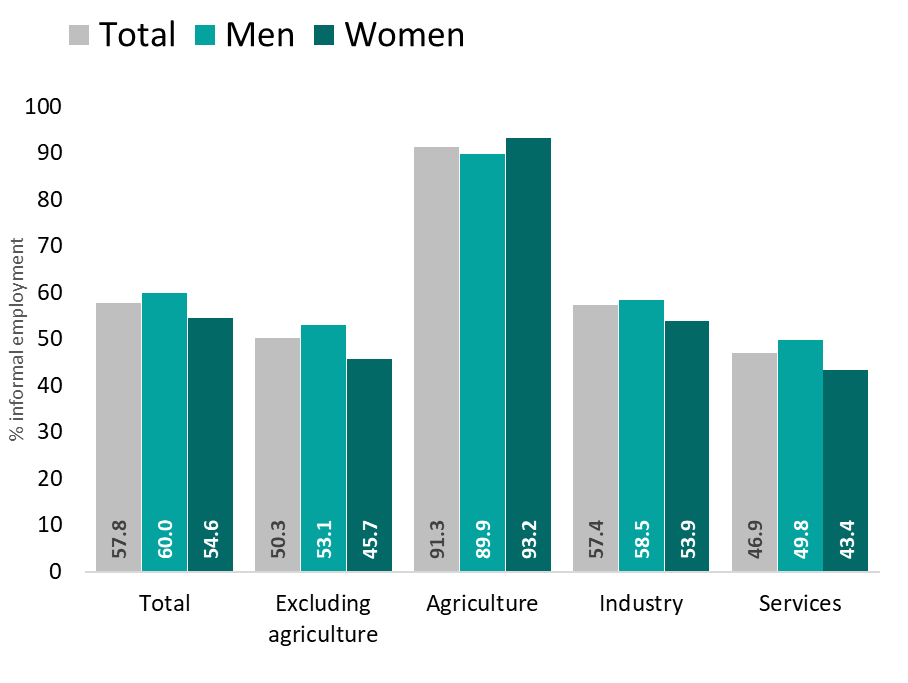 Total Men Women
% informal employment
100
90
80
70
60
50
40
30
20
10
0
57.8 60.0 54.6 50.3 53.1 45.7 91.3 89.9 93.2 57.4 58.5 53.9 46.9 49.8 43.4
Total Excluding Agriculture Industry Services
agriculture